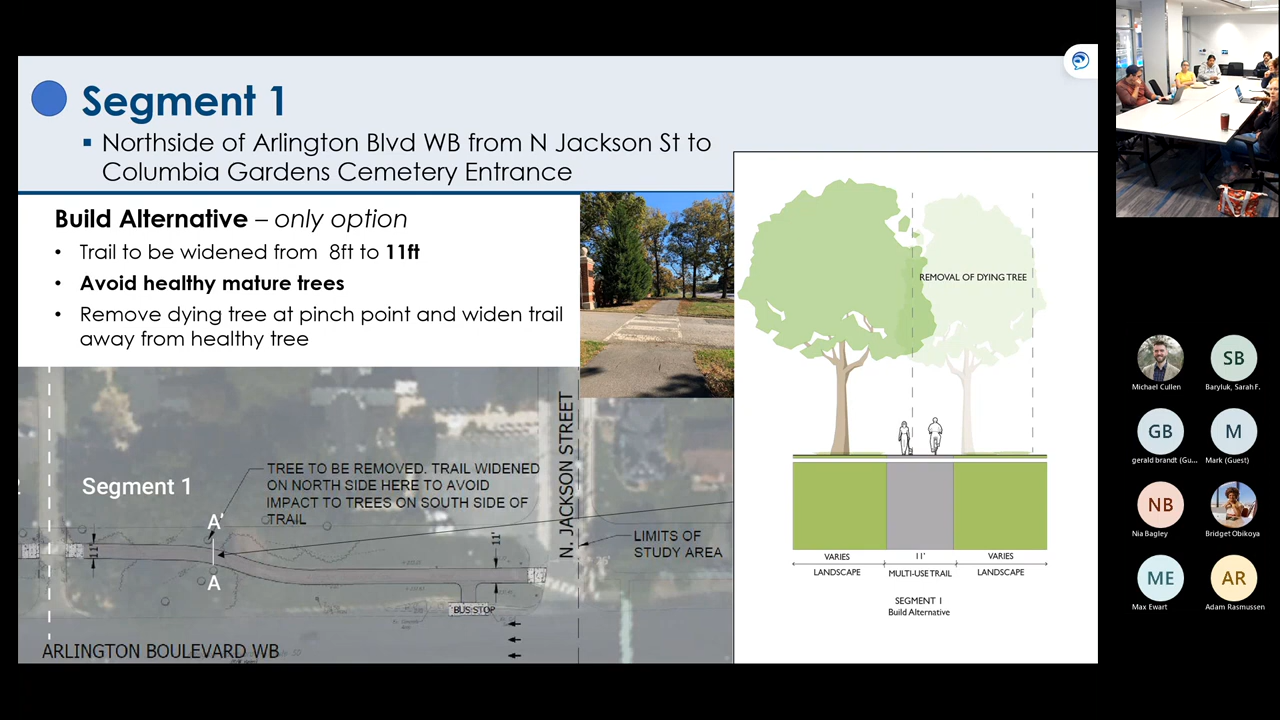 Segment 1
▪ Northside of Arlington Blvd WB from N Jackson St to
Columbia Gardens Cemetery Entrance
Build Alternative – only option
• Trail to be widened from 8ft to 11ft
• Avoid healthy mature trees
• Remove dying tree at pinch point and widen trail
away from healthy tree
Segment 1
TREE TO BE REMOVED. TRAIL WIDENED
ON NORTH SIDE HERE TO AVOID
IMPACT TO TREES ON SOUTH SIDE OF
TRAIL
A'
A
11'
11'
N. JACKSON STREET
LIMITS OF
STUDY AREA
BUS STOP
ARLINGTON BOULEVARD WB
REMOVAL OF DYING TREE
VARIES
11'
VARIES
LANDSCAPE
MULTI-USE TRAIL
LANDSCAPE
SEGMENT 1
Build Alternative
Michael Cullen
SB
Baryluk, Sarah F.
GB
gerald brandt (Gu...
M
Mark (Guest)
NB
Nia Bagley
Bridget Obikoya
ME
Max Ewart
AR
Adam Rasmussen